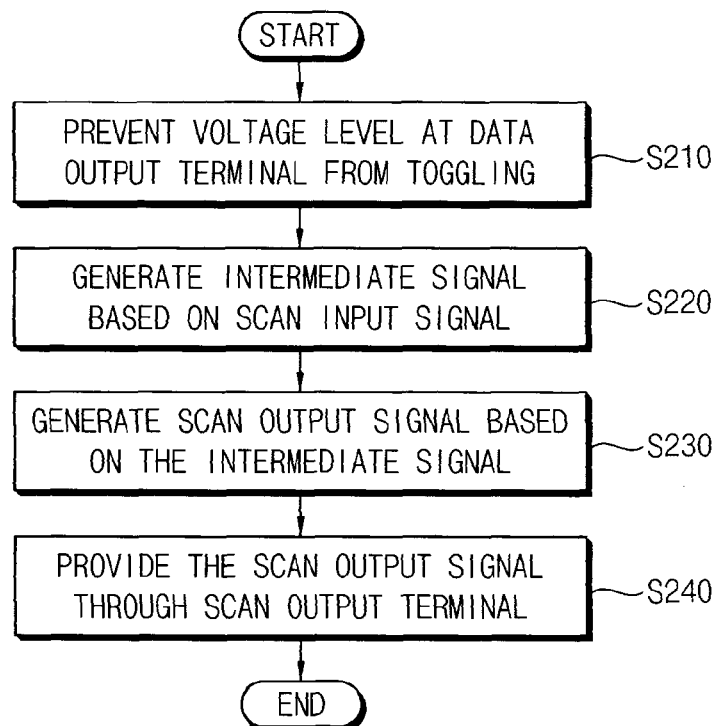 START
PREVENT VOLTAGE LEVEL AT DATA
OUTPUT TERMINAL FROM TOGGLING
S210
GENERATE INTERMEDIATE SIGNAL
BASED ON SCAN INPUT SIGNAL
S220
GENERATE SCAN OUTPUT SIGNAL BASED
ON THE INTERMEDIATE SIGNAL
S230
PROVIDE THE SCAN OUTPUT SIGNAL
THROUGH SCAN OUTPUT TERMINAL
S240
END